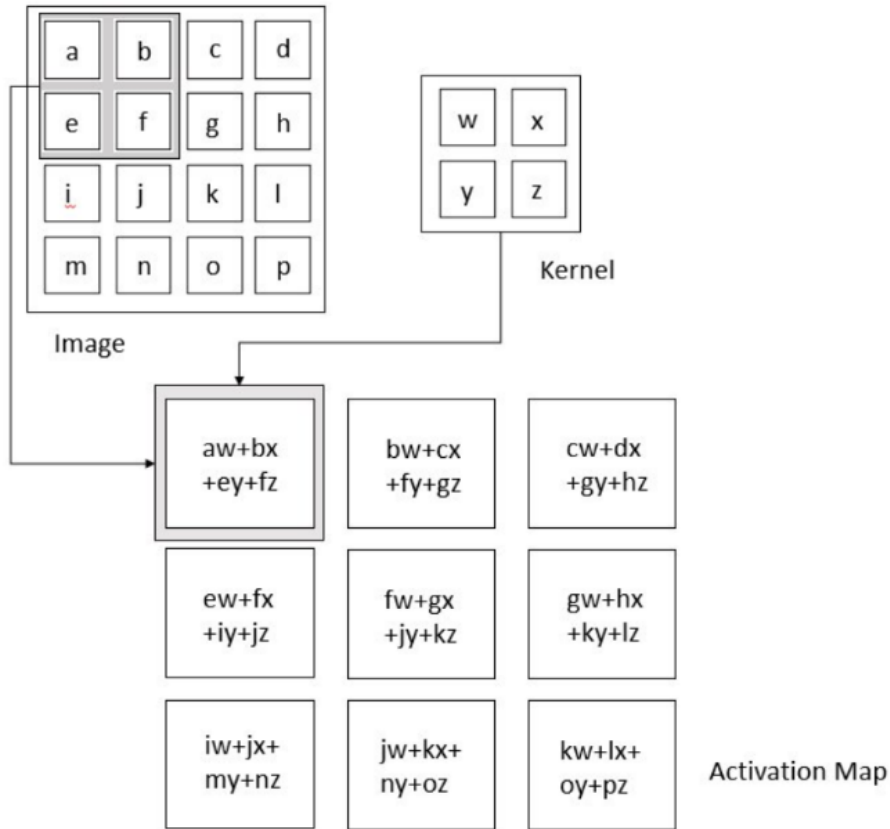 a b c d
e f g h
i j k l
m n o p
Image
w x
y z
Kernel
aw+bx
+ey+fz
bw+cx
+fy+gz
cw+dx
+gy+hz
ew+fx
+iy+jz
fw+gx
+jy+kz
gw+hx
+ky+lz
iw+jx+
my+nz
jw+kx+
ny+oz
kw+lx+
oy+pz
Activation Map